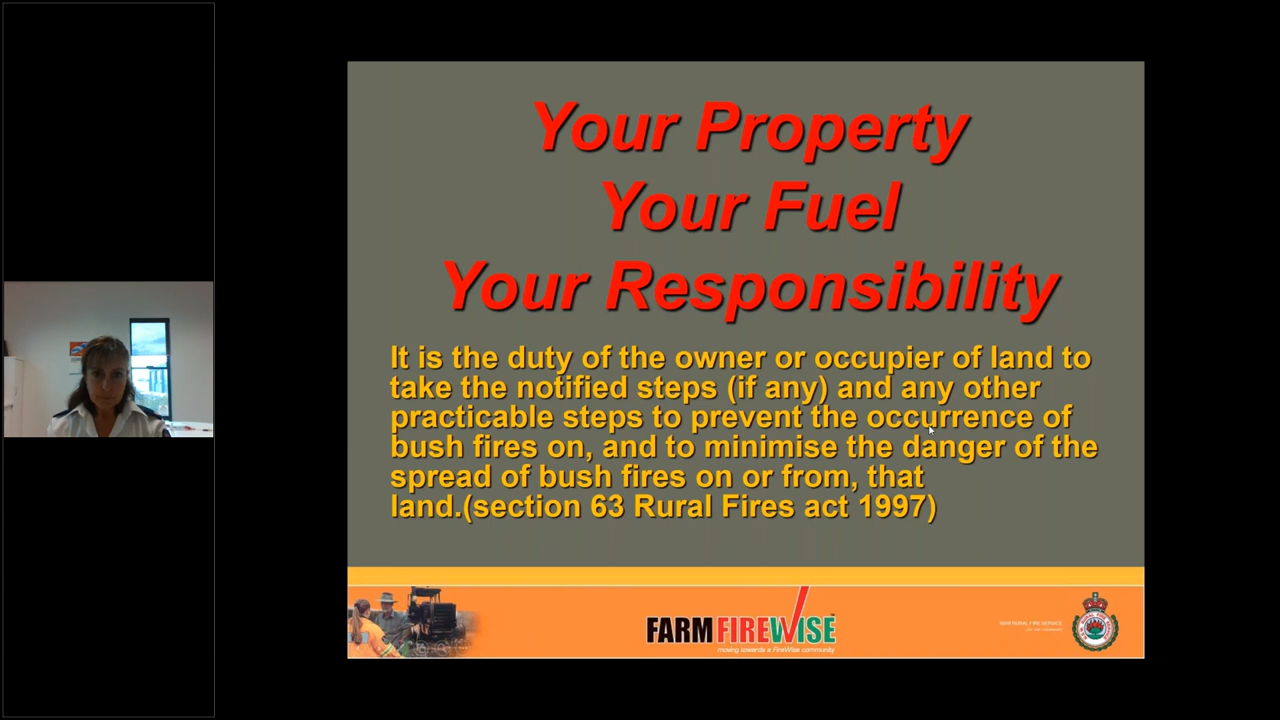 Your Property
Your Fuel
Your Responsibility
It is the duty of the owner or occupier of land to
take the notified steps (if any) and any other
practicable steps to prevent the occurrence of
bush fires on, and to minimise the danger of the
spread of bush fires on or from, that
land.(section 63 Rural Fires act 1997)
FARM FIREWISE
moving towards a FireWise community
NSW RURAL FIRE SERVICE